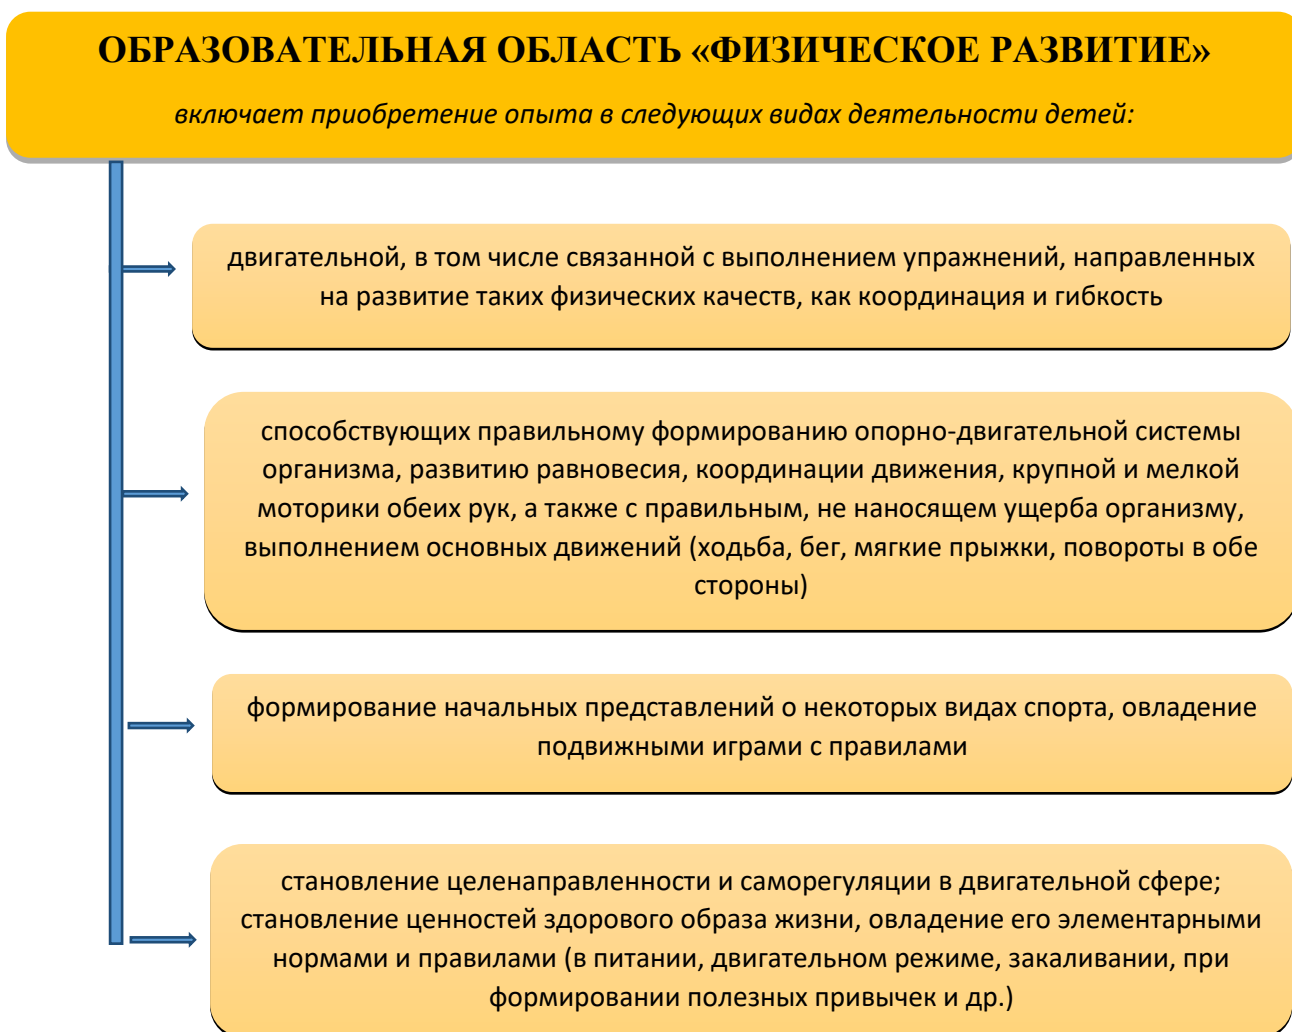 ОБРАЗОВАТЕЛЬНАЯ ОБЛАСТЬ «ФИЗИЧЕСКОЕ РАЗВИТИЕ»
включает приобретение опыта в следующих видах деятельности детей:
двигательной, в том числе связанной с выполнением упражнений, направленных
на развитие таких физических качеств, как координация и гибкость
способствующих правильному формированию опорно-двигательной системы
организма, развитию равновесия, координации движения, крупной и мелкой
моторики обеих рук, а также с правильным, не наносящем ущерба организму,
выполнением основных движений (ходьба, бег, мягкие прыжки, повороты в обе
стороны)
формирование начальных представлений о некоторых видах спорта, овладение
подвижными играми с правилами
становление целенаправленности и саморегуляции в двигательной сфере;
становление ценностей здорового образа жизни, овладение его элементарными
нормами и правилами (в питании, двигательном режиме, закаливании, при
формировании полезных привычек и др.)